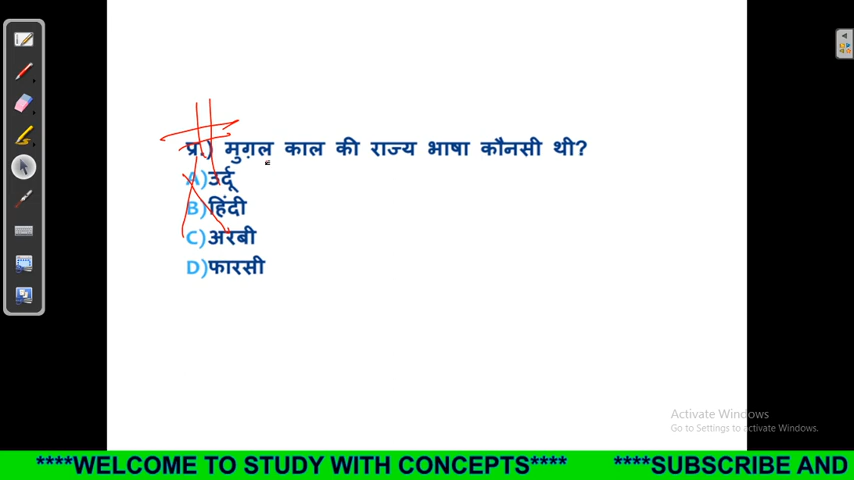 प्र.) मुग़ल काल की राज्य भाषा कौनसी थी?
A)उर्दू
B)हिंदी
C)अरबी
D)फारसी
Activate Windows
Go to Settings to activate Windows.
****WELCOME TO STUDY WITH CONCEPTS**** ****SUBSCRIBE AND